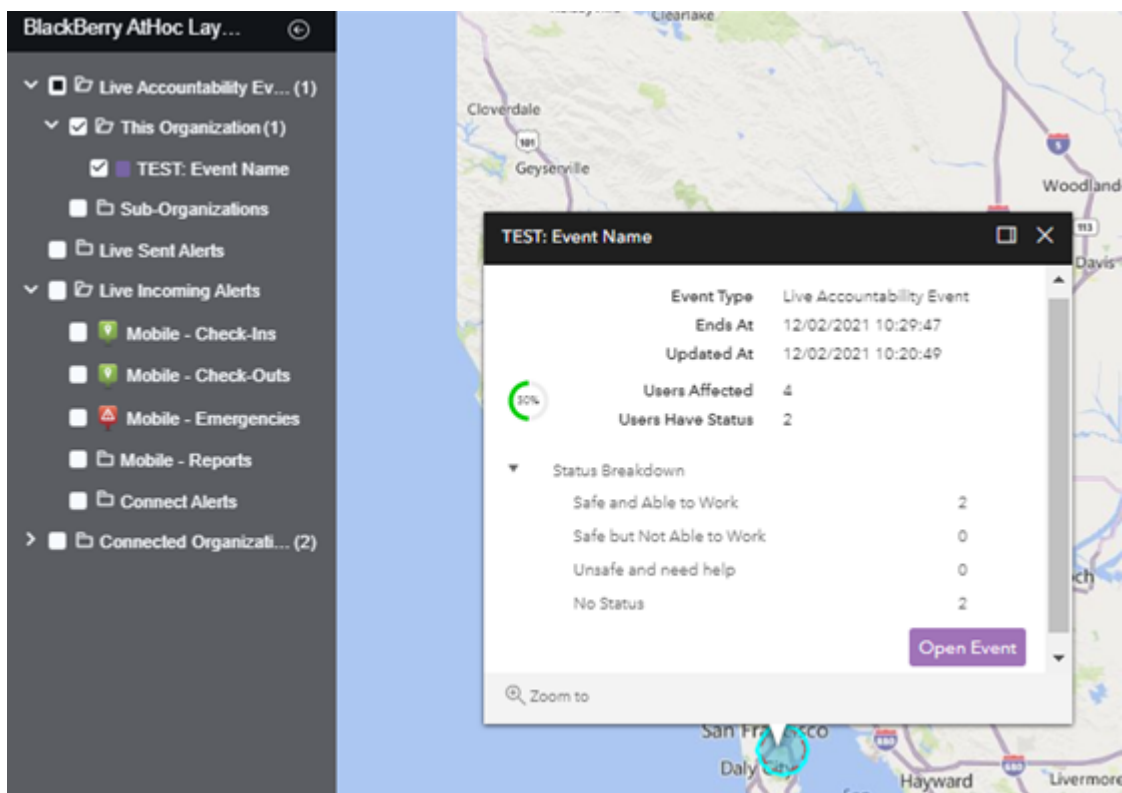 BlackBerry AtHoc Lay...
Live Accountability Ev... (1)
This Organization (1)
TEST: Event Name
Sub-Organizations
Live Sent Alerts
Live Incoming Alerts
Mobile - Check-Ins
Mobile - Check-Outs
Mobile - Emergencies
Mobile - Reports
Connect Alerts
Connected Organizati... (2)
Clearlake
Cloverdale
101
Geyserville
5
Woodland
113
Davis
TEST: Event Name
Event Type Live Accountability Event
Ends At 12/02/2021 10:29:47
Updated At 12/02/2021 10:20:49
50%
Users Affected 4
Users Have Status 2
Status Breakdown
Safe and Able to Work 2
Safe but Not Able to Work 0
Unsafe and need help 0
No Status 2
Open Event
Zoom to
och
San Francisco
Daly City
880
Hayward
580
Livermore